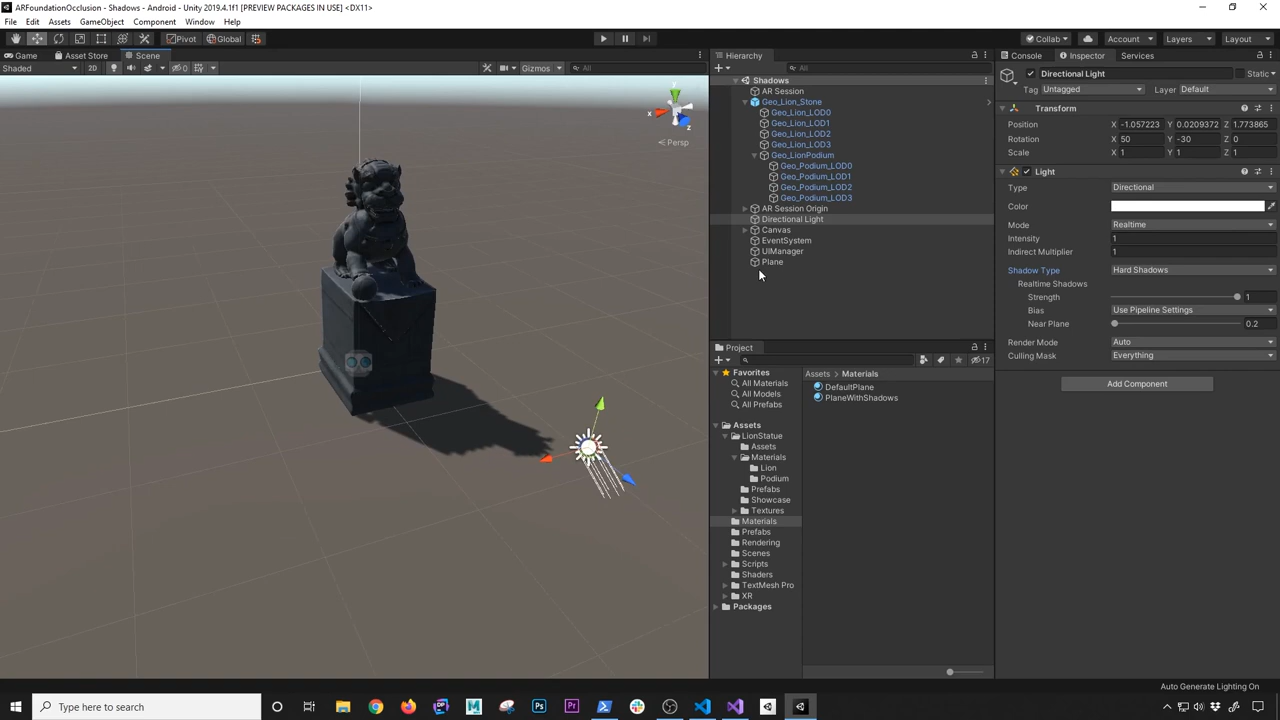 ARFoundationOcclusion - Shadows - Android - Unity 2019.4.1f1 [PREVIEW PACKAGES IN USE] <DX11>
File Edit Assets GameObject Component Window Help
Pivot Global Collab Account Layers Layout
Game Asset Store Scene
Shaded 2D 0 Gizmos All
y x z
Persp
Hierarchy
All
Shadows
AR Session
Geo_Lion_Stone
Geo_Lion_LOD0
Geo_Lion_LOD1
Geo_Lion_LOD2
Geo_Lion_LOD3
Geo_LionPodium
Geo_Podium_LOD0
Geo_Podium_LOD1
Geo_Podium_LOD2
Geo_Podium_LOD3
AR Session Origin
Directional Light
Canvas
EventSystem
UIManager
Plane
Project
17
Favorites
All Materials
All Models
All Prefabs
Assets
LionStatue
Assets
Materials
Lion
Podium
Prefabs
Showcase
Textures
Materials
Prefabs
Rendering
Scenes
Scripts
Shaders
TextMesh Pro
XR
Packages
Assets Materials
DefaultPlane
PlaneWithShadows
Console Inspector Services
Directional Light Static
Tag Untagged Layer Default
Transform
Position X -1.057223 Y 0.0209372 Z 1.773865
Rotation X 50 Y -30 Z 0
Scale X 1 Y 1 Z 1
Light
Type Directional
Color
Mode Realtime
Intensity 1
Indirect Multiplier 1
Shadow Type Hard Shadows
Realtime Shadows
Strength 1
Bias Use Pipeline Settings
Near Plane 0.2
Render Mode Auto
Culling Mask Everything
Add Component
Auto Generate Lighting On
Type here to search